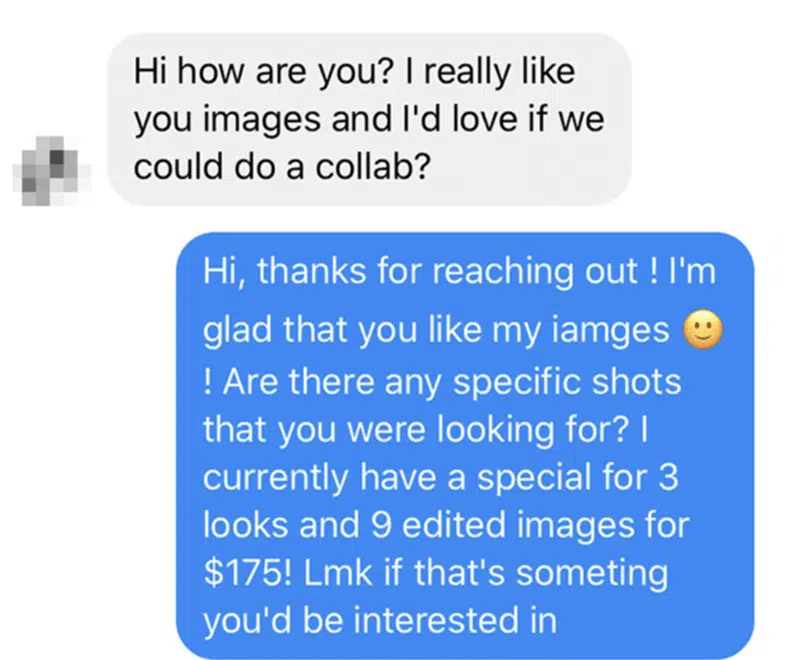 Hi how are you? I really like
you images and I'd love if we
could do a collab?
Hi, thanks for reaching out ! I'm
glad that you like my iamges 🙂
! Are there any specific shots
that you were looking for? I
currently have a special for 3
looks and 9 edited images for
$175! Lmk if that's someting
you'd be interested in